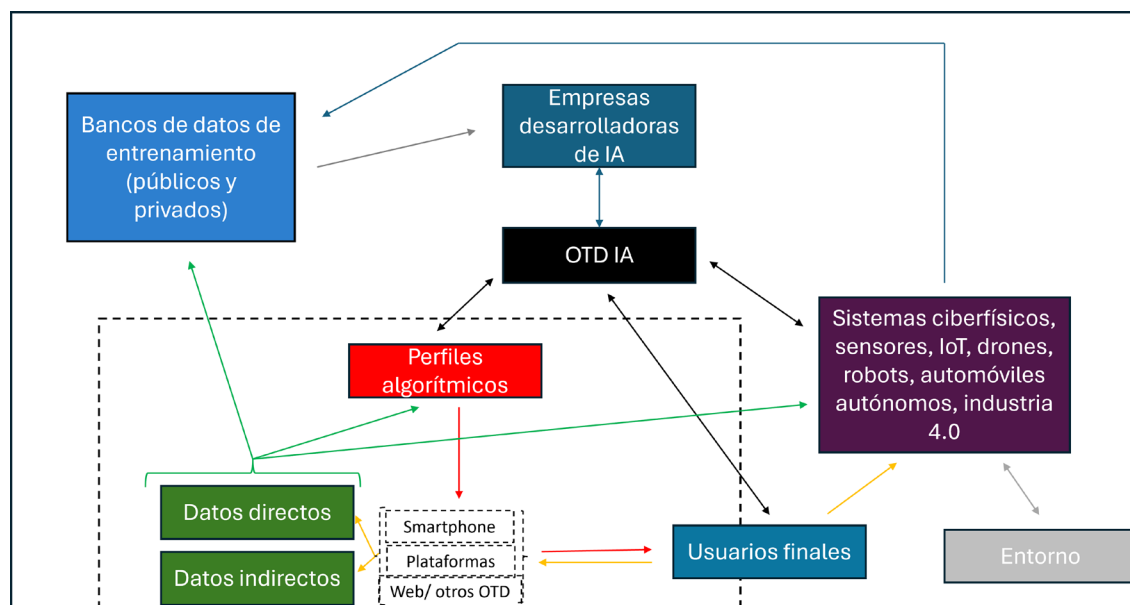 Bancos de datos de
entrenamiento
(públicos y
privados)
Empresas
desarrolladoras
de IA
OTD IA
Sistemas ciberfísicos,
sensores, IoT, drones,
robots, automóviles
autónomos, industria
4.0
Perfiles
algorítmicos
Datos directos
Datos indirectos
Smartphone
Plataformas
Web/ otros OTD
Usuarios finales
Entorno